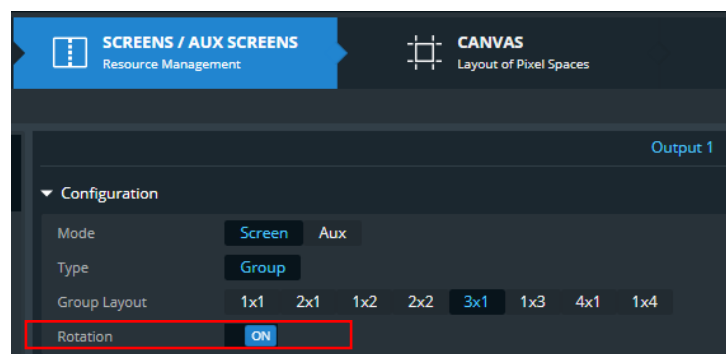 SCREENS / AUX SCREENS
Resource Management
CANVAS
Layout of Pixel Spaces
Output 1
Configuration
Mode Screen Aux
Type Group
Group Layout 1x1 2x1 1x2 2x2 3x1 1x3 4x1 1x4
Rotation ON